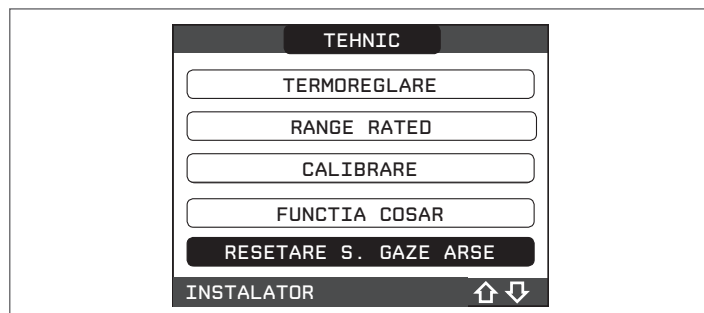 TEHNIC
TERMOREGLARE
RANGE RATED
CALIBRARE
FUNCTIA COSAR
RESETARE S. GAZE ARSE
INSTALATOR